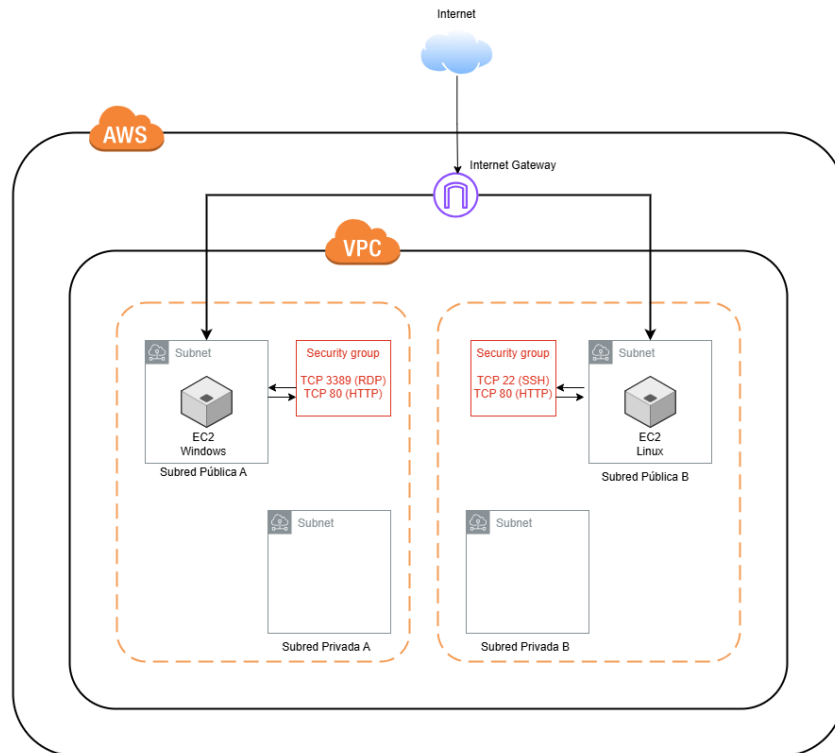 Internet
AWS
Internet Gateway
VPC
Subnet
EC2
Windows
Subred Pública A
Security group
TCP 3389 (RDP)
TCP 80 (HTTP)
Security group
TCP 22 (SSH)
TCP 80 (HTTP)
Subnet
EC2
Linux
Subred Pública B
Subnet
Subred Privada A
Subnet
Subred Privada B